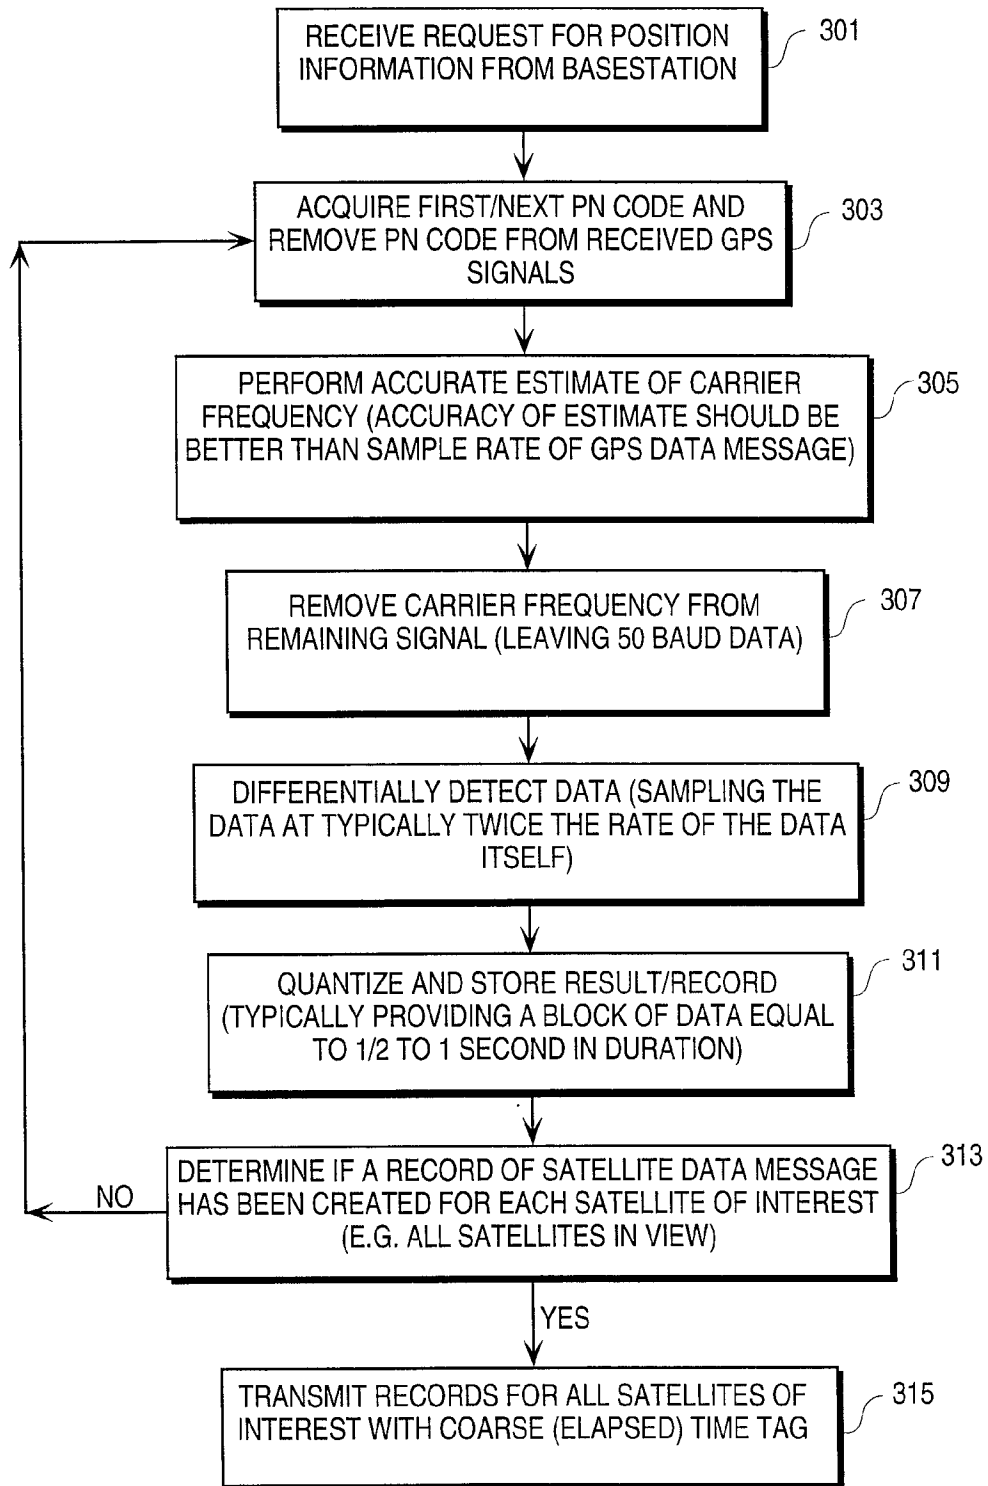 RECEIVE REQUEST FOR POSITION
INFORMATION FROM BASESTATION
301
ACQUIRE FIRST/NEXT PN CODE AND
REMOVE PN CODE FROM RECEIVED GPS
SIGNALS
303
PERFORM ACCURATE ESTIMATE OF CARRIER
FREQUENCY (ACCURACY OF ESTIMATE SHOULD BE
BETTER THAN SAMPLE RATE OF GPS DATA MESSAGE)
305
REMOVE CARRIER FREQUENCY FROM
REMAINING SIGNAL (LEAVING 50 BAUD DATA)
307
DIFFERENTIALLY DETECT DATA (SAMPLING THE
DATA AT TYPICALLY TWICE THE RATE OF THE DATA
ITSELF)
309
QUANTIZE AND STORE RESULT/RECORD
(TYPICALLY PROVIDING A BLOCK OF DATA EQUAL
TO 1/2 TO 1 SECOND IN DURATION)
311
DETERMINE IF A RECORD OF SATELLITE DATA MESSAGE
HAS BEEN CREATED FOR EACH SATELLITE OF INTEREST
(E.G. ALL SATELLITES IN VIEW)
313
NO
YES
TRANSMIT RECORDS FOR ALL SATELLITES OF
INTEREST WITH COARSE (ELAPSED) TIME TAG
315